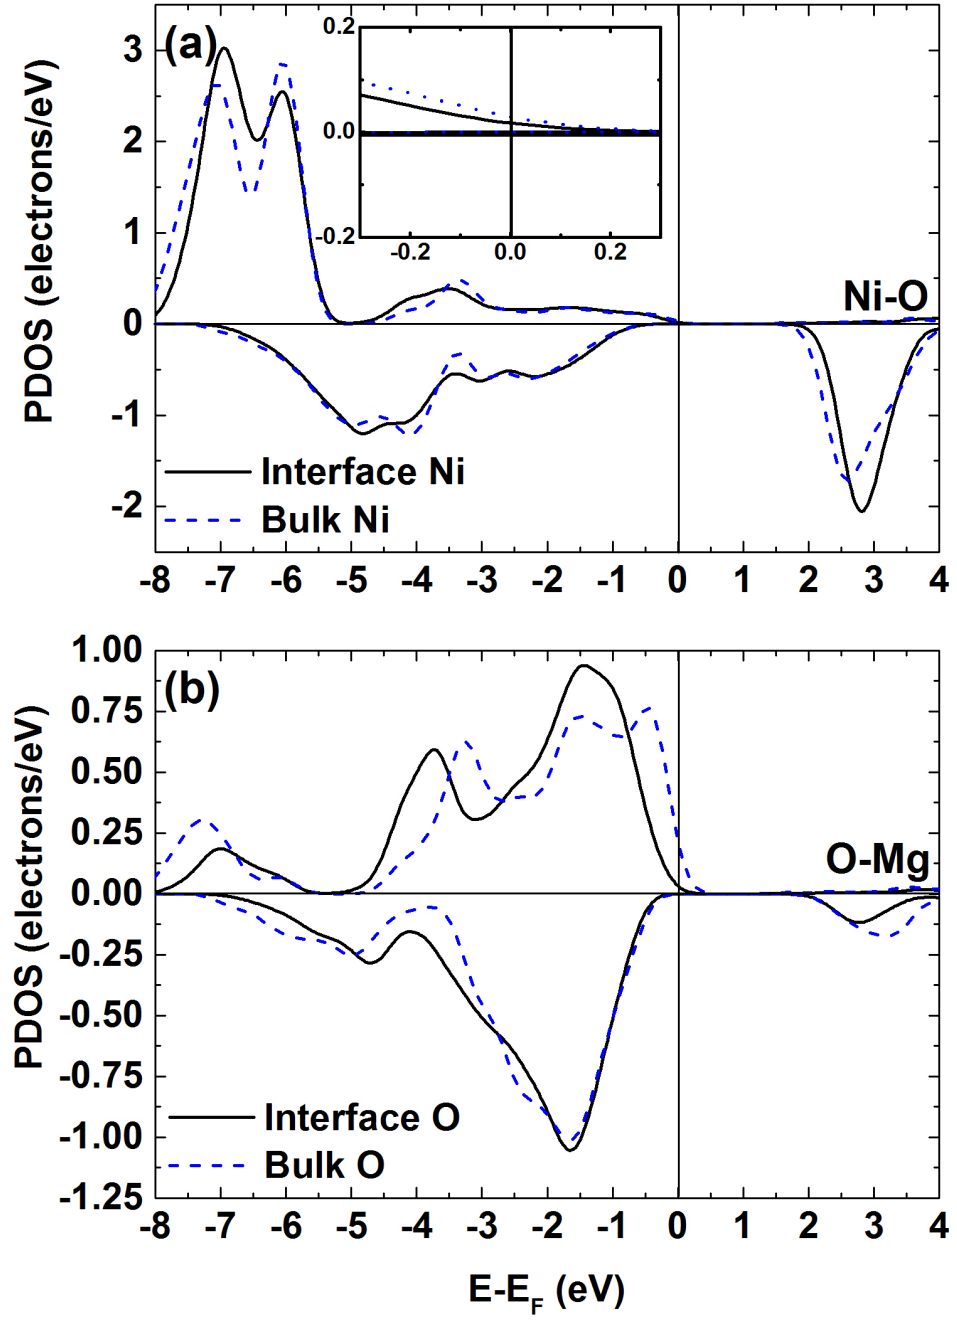 (a)
PDOS (electrons/eV)
3
2
1
0
-1
-2
0.2
0.0
-0.2
-0.2
0.0
0.2
Ni-O
Interface Ni
Bulk Ni
-8 -7 -6 -5 -4 -3 -2 -1 0 1 2 3 4
(b)
PDOS (electrons/eV)
1.00
0.75
0.50
0.25
0.00
-0.25
-0.50
-0.75
-1.00
-1.25
O-Mg
Interface O
Bulk O
-8 -7 -6 -5 -4 -3 -2 -1 0 1 2 3 4
E-E_F (eV)